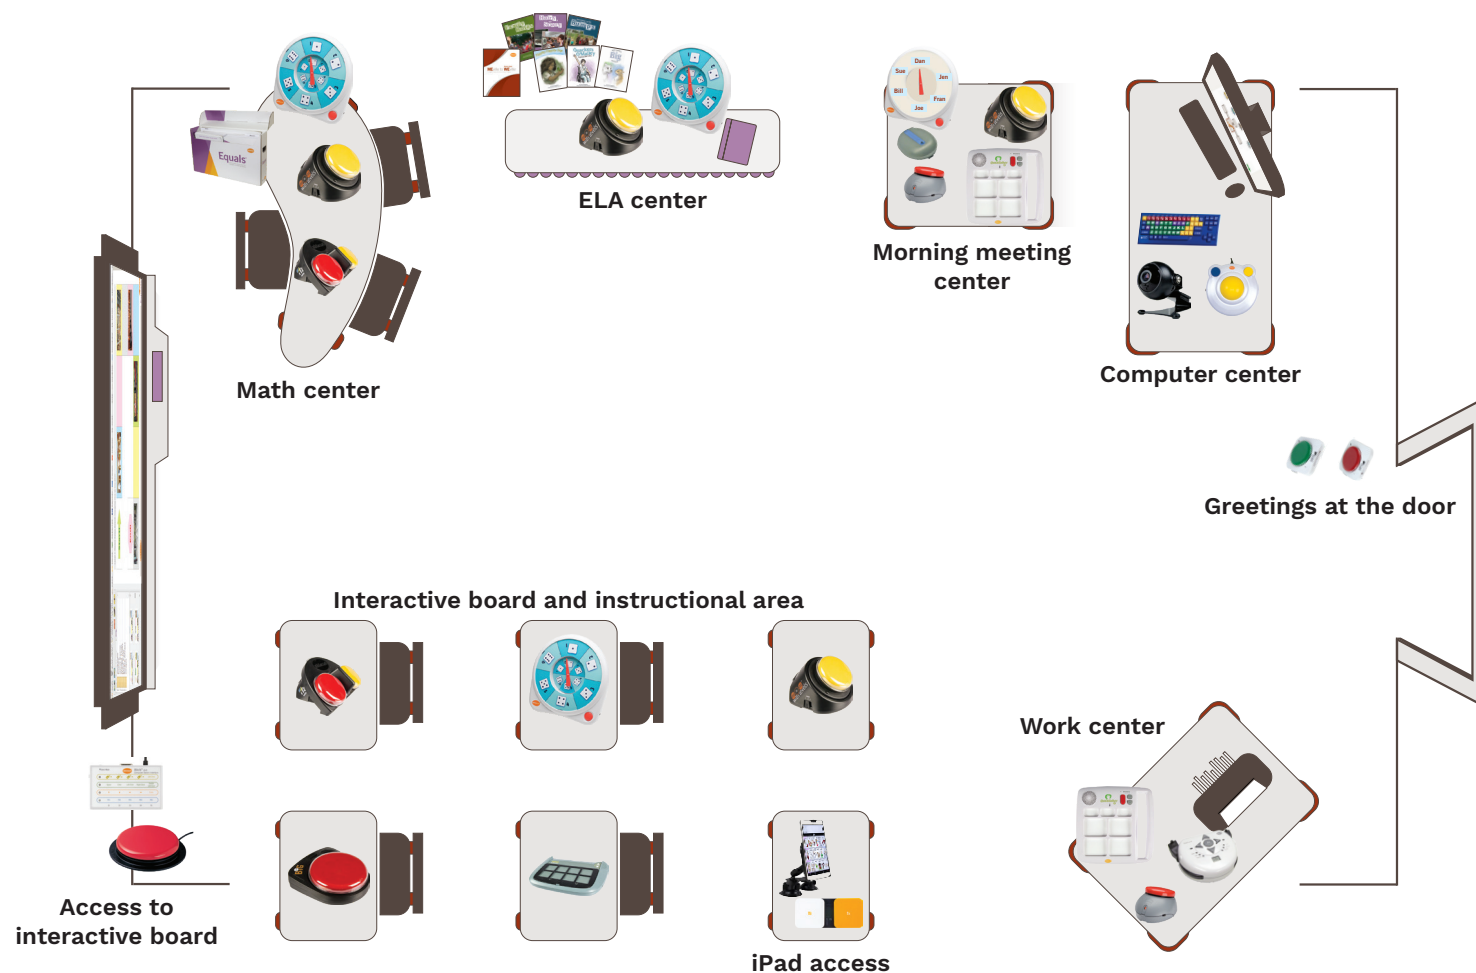 Equals
ELA center
Dan
Sue
Jen
Bill
Fran
Joe
Morning meeting
center
Math center
Computer center
Greetings at the door
Interactive board and instructional area
Work center
Access to
interactive board
iPad access